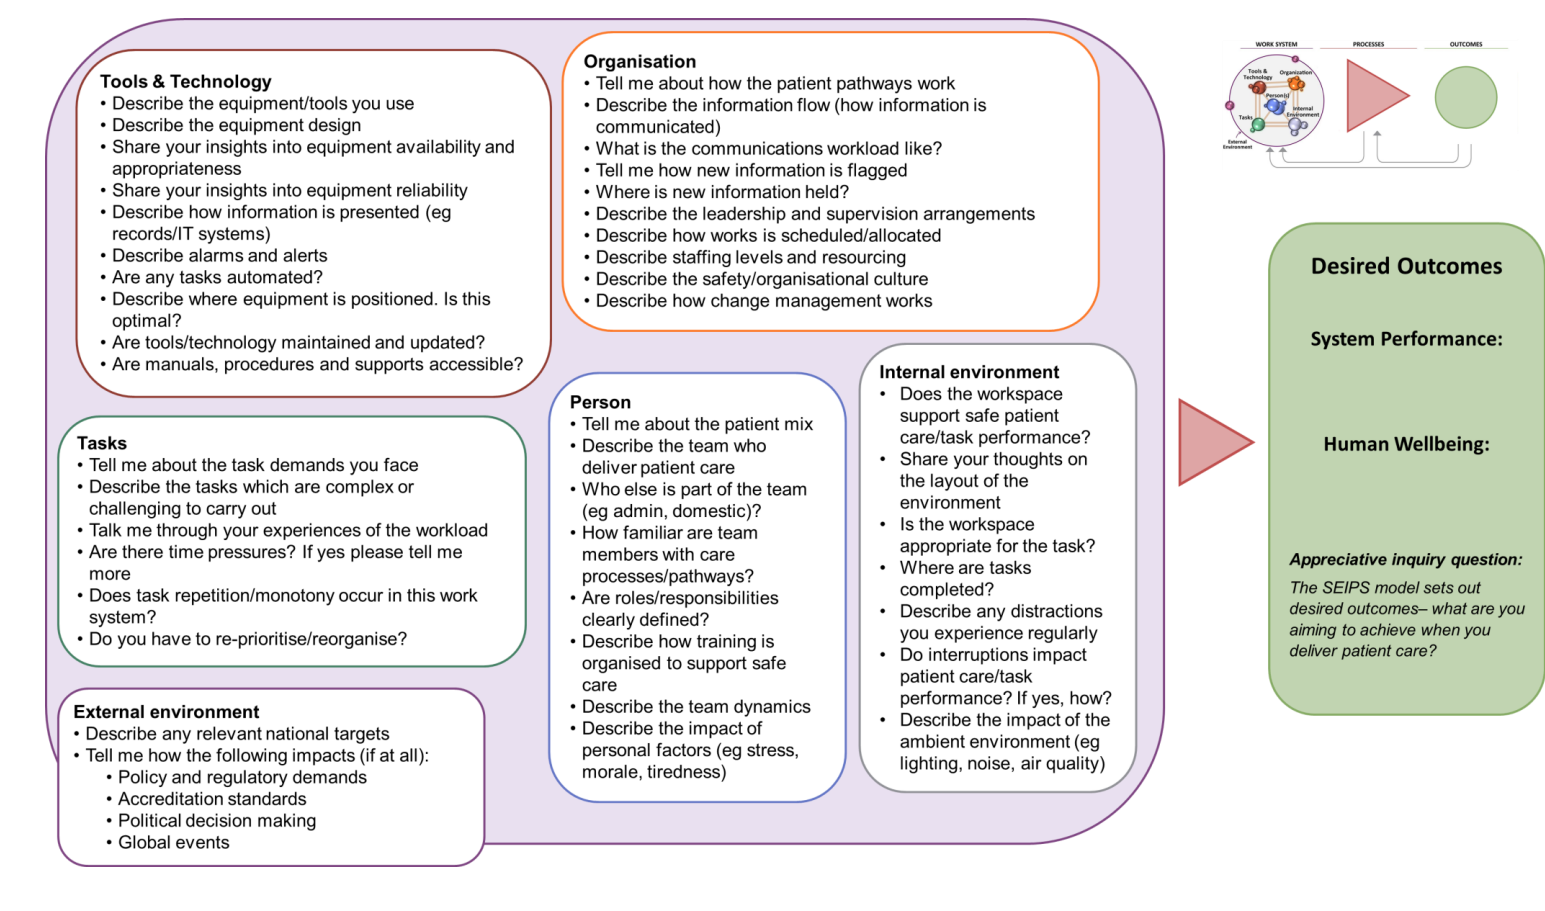 Tools & Technology
• Describe the equipment/tools you use
• Describe the equipment design
• Share your insights into equipment availability and
appropriateness
• Share your insights into equipment reliability
• Describe how information is presented (eg
records/IT systems)
• Describe alarms and alerts
• Are any tasks automated?
• Describe where equipment is positioned. Is this
optimal?
• Are tools/technology maintained and updated?
• Are manuals, procedures and supports accessible?
Organisation
• Tell me about how the patient pathways work
• Describe the information flow (how information is
communicated)
• What is the communications workload like?
• Tell me how new information is flagged
• Where is new information held?
• Describe the leadership and supervision arrangements
• Describe how works is scheduled/allocated
• Describe staffing levels and resourcing
• Describe the safety/organisational culture
• Describe how change management works
Tasks
• Tell me about the task demands you face
• Describe the tasks which are complex or
challenging to carry out
• Talk me through your experiences of the workload
• Are there time pressures? If yes please tell me
more
• Does task repetition/monotony occur in this work
system?
• Do you have to re-prioritise/reorganise?
Person
• Tell me about the patient mix
• Describe the team who
deliver patient care
• Who else is part of the team
(eg admin, domestic)?
• How familiar are team
members with care
processes/pathways?
• Are roles/responsibilities
clearly defined?
• Describe how training is
organised to support safe
care
• Describe the team dynamics
• Describe the impact of
personal factors (eg stress,
morale, tiredness)
Internal environment
• Does the workspace
support safe patient
care/task performance?
• Share your thoughts on
the layout of the
environment
• Is the workspace
appropriate for the task?
• Where are tasks
completed?
• Describe any distractions
you experience regularly
• Do interruptions impact
patient care/task
performance? If yes, how?
• Describe the impact of the
ambient environment (eg
lighting, noise, air quality)
External environment
• Describe any relevant national targets
• Tell me how the following impacts (if at all):
• Policy and regulatory demands
• Accreditation standards
• Political decision making
• Global events
WORK SYSTEM
PROCESSES
OUTCOMES
Tools &
Technology
Organization
Person(s)
Tasks
Internal
Environment
External
Environment
Desired Outcomes
System Performance:
Human Wellbeing:
Appreciative inquiry question:
The SEIPS model sets out
desired outcomes– what are you
aiming to achieve when you
deliver patient care?